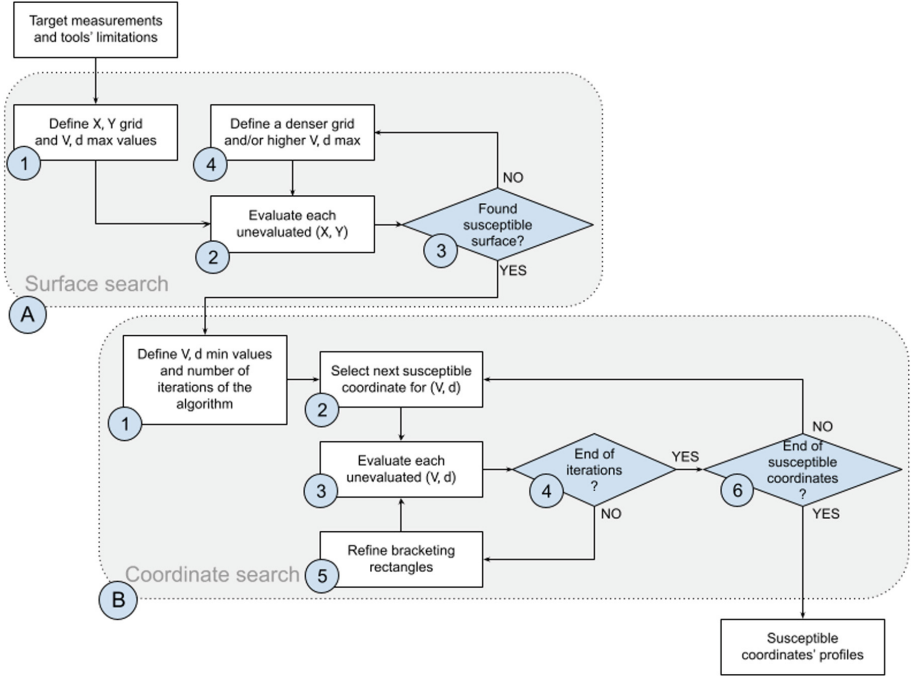 Target measurements
and tools' limitations
Define X, Y grid
and V, d max values
1
Define a denser grid
and/or higher V, d max
4
NO
Evaluate each
unevaluated (X, Y)
2
Found
susceptible
surface?
3
YES
Surface search
A
Define V, d min values
and number of
iterations of the
algorithm
1
Select next susceptible
coordinate for (V, d)
2
NO
Evaluate each
unevaluated (V, d)
3
End of
iterations
?
4
YES
End of
susceptible
coordinates
?
6
NO
YES
Refine bracketing
rectangles
5
Coordinate search
B
Susceptible
coordinates' profiles